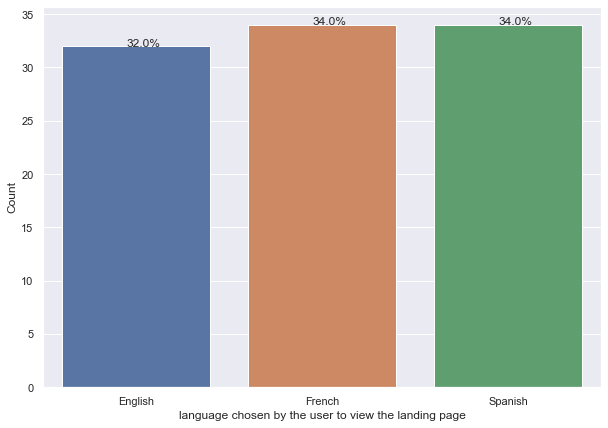 35
30
25
20
15
10
5
0
Count
32.0%
34.0%
34.0%
English
French
Spanish
language chosen by the user to view the landing page